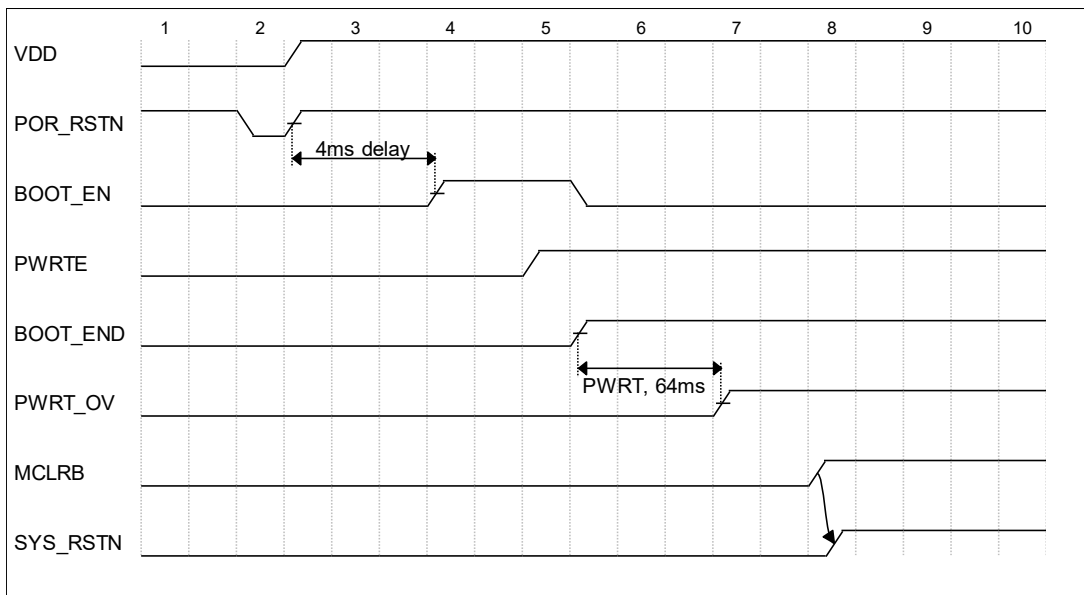 1 2 3 4 5 6 7 8 9 10
VDD
POR_RSTN
4ms delay
BOOT_EN
PWRTE
BOOT_END
PWRT, 64ms
PWRT_OV
MCLRB
SYS_RSTN